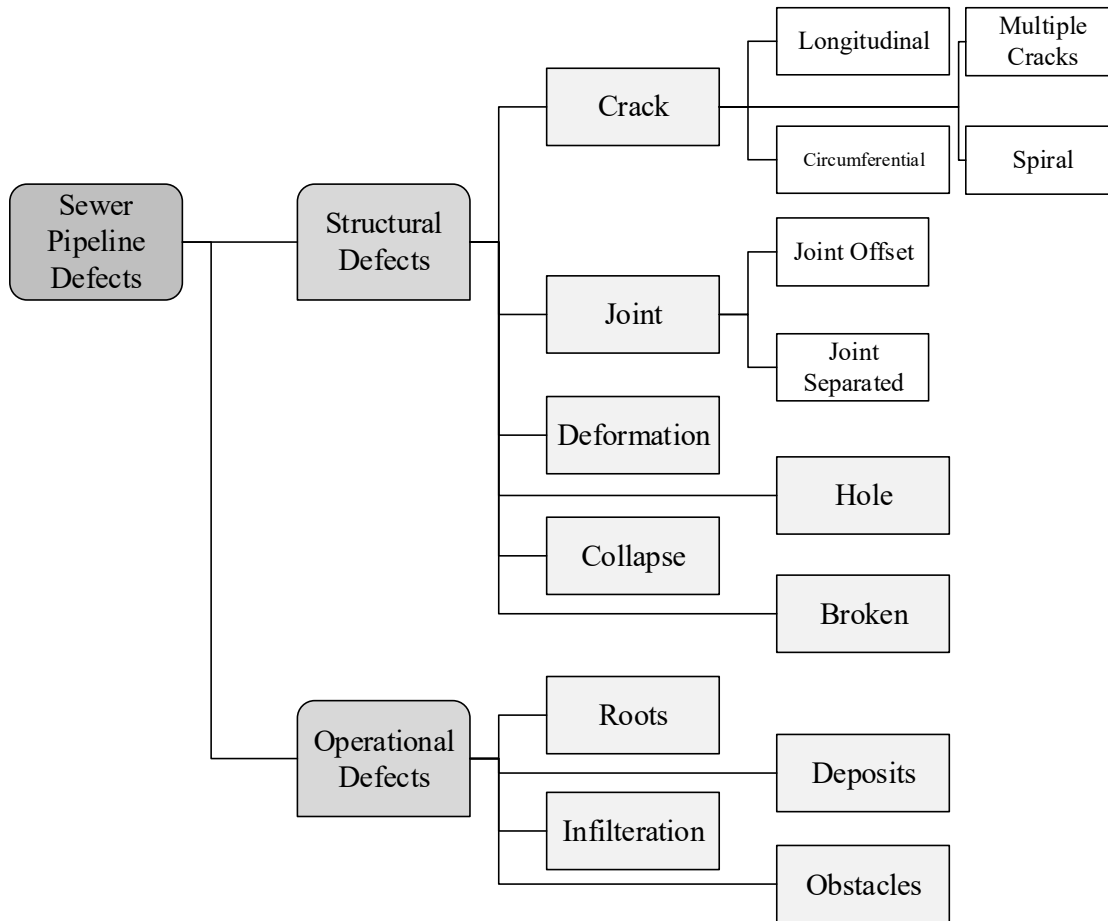 Longitudinal
Multiple
Cracks
Crack
Circumferential
Spiral
Sewer
Pipeline
Defects
Structural
Defects
Joint Offset
Joint
Joint
Separated
Deformation
Hole
Collapse
Broken
Roots
Operational
Defects
Deposits
Infilteration
Obstacles